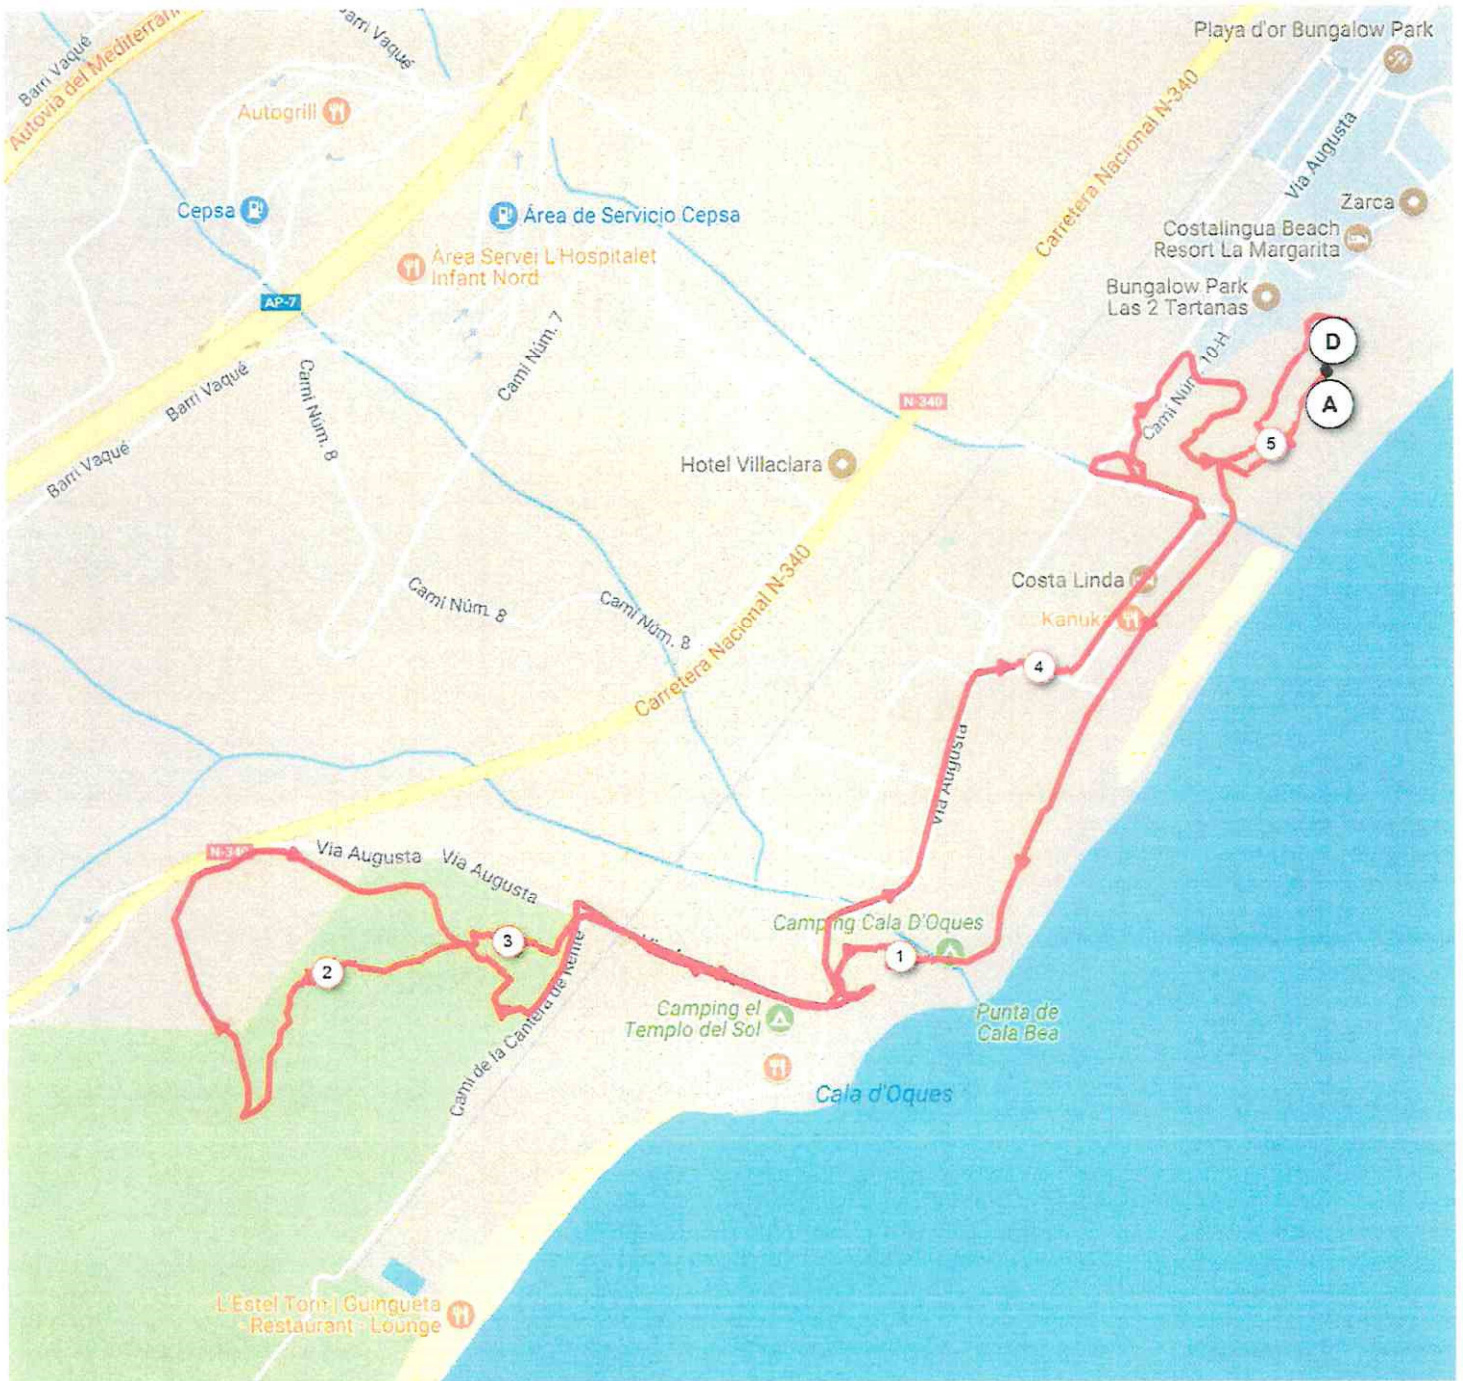 Playa d'or Bungalow Park
Barri Vaqué
Barri Vaqué
Autovia del Mediterrani
Autogrill
Cepsa
Área de Servicio Cepsa
Àrea Servei L'Hospitalet
Infant Nord
AP-7
Carretera Nacional N-340
Via Augusta
Zarca
Costalingua Beach
Resort La Margarita
Bungalow Park
Las 2 Tartanas
D
A
Camí Núm. 7
Camí Núm. 8
Barri Vaqué
Barri Vaqué
N-340
Camí Núm. 10-H
5
Hotel Villaclara
Costa Linda
Kanuka
Camí Núm. 8
Camí Núm. 8
Carretera Nacional N-340
4
Via Augusta
N-340
Via Augusta
Via Augusta
3
2
Camping Cala D'Oques
1
Camping el
Templo del Sol
Punta de
Cala Bea
Cala d'Oques
Camí de la Cantera de Renfe
L'Estel Torn | Guingueta
- Restaurant - Lounge